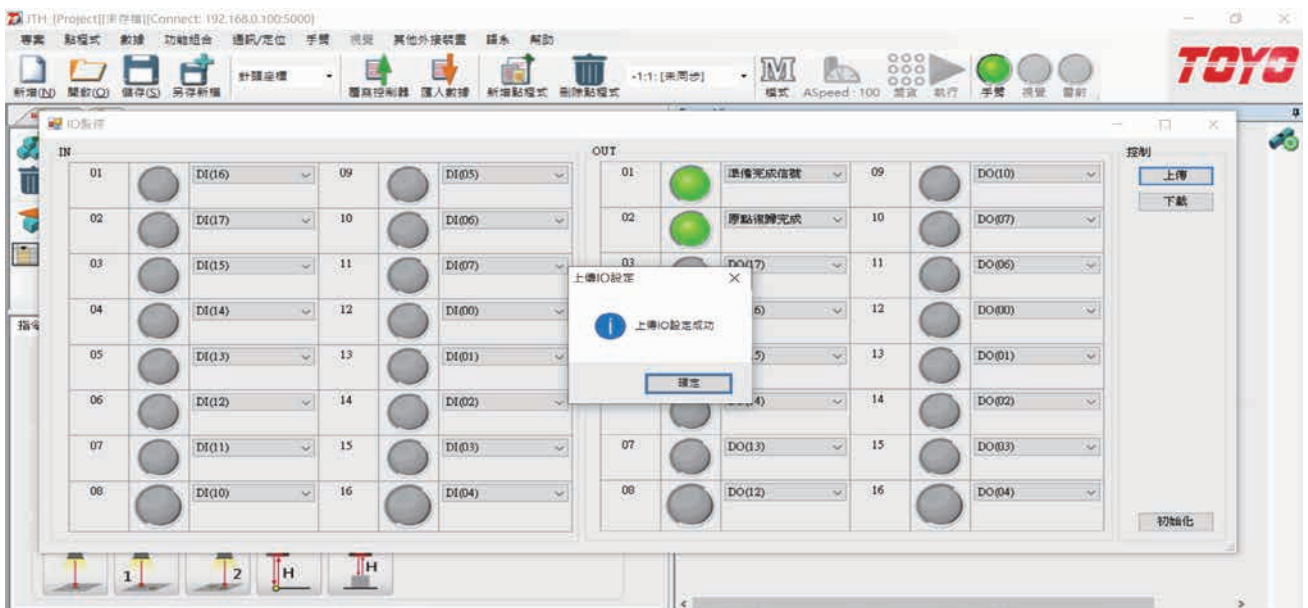 JTH [Project][未存檔][Connect: 192.168.0.100:5000]
專案 點程式 數據 功能組合 通訊/定位 手臂 視覺 其他外接裝置 語系 幫助
新增(N) 開啟(O) 儲存(S) 另存新檔 針頭座標 覆寫控制器 匯入數據 新增點程式 刪除點程式 -1:1: [未同步] 模式 ASpeed : 100 執行 手臂 視覺 雷射
TOYO
IO監視
IN OUT 控制
01 DI(16) 09 DI(05) 01 準備完成信號 09 DO(10) 上傳
下載
02 DI(17) 10 DI(06) 02 原點復歸完成 10 DO(07)
03 DI(15) 11 DI(07) 03 DO(17) 11 DO(06)
上傳IO設定
04 DI(14) 12 DI(00) 6) 12 DO(00)
上傳IO設定成功
指令
05 DI(13) 13 DI(01) 5) 13 DO(01)
確定
06 DI(12) 14 DI(02) 4) 14 DO(02)
07 DI(11) 15 DI(03) 07 DO(13) 15 DO(03)
08 DI(10) 16 DI(04) 08 DO(12) 16 DO(04)
初始化
1 2 H H